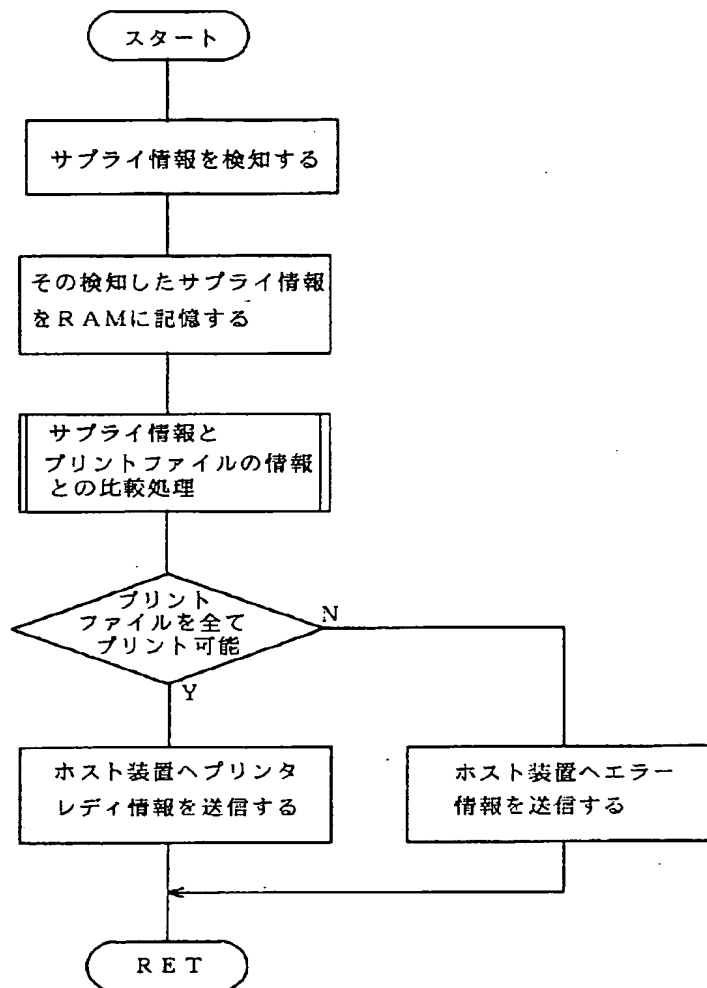 スタート
サプライ情報を検知する
その検知したサプライ情報
をRAMに記憶する
サプライ情報と
プリントファイルの情報
との比較処理
プリント
ファイルを全て
プリント可能
N
Y
ホスト装置へプリンタ
レディ情報を送信する
ホスト装置へエラー
情報を送信する
RET